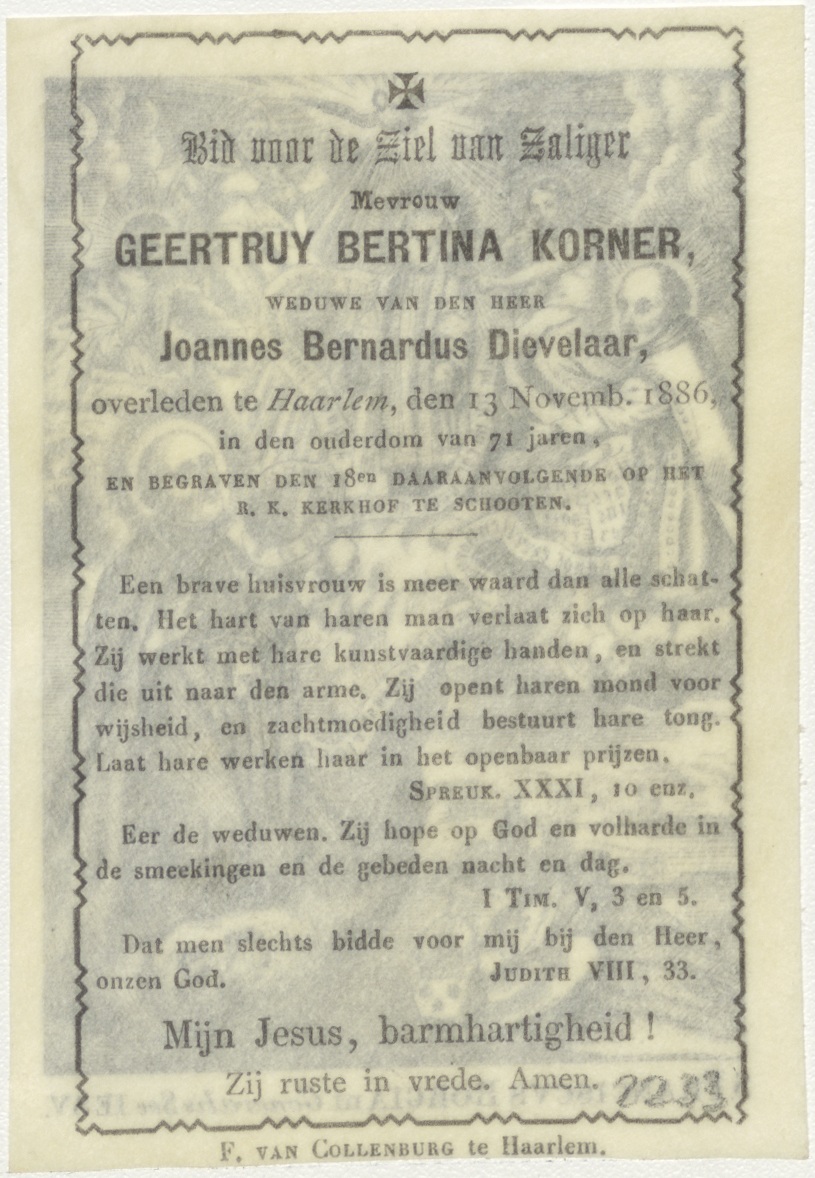 Bid voor de Ziel van Zaliger
Mevrouw
GEERTRUY BERTINA KORNER,
WEDUWE VAN DEN HEER
Joannes Bernardus Dievelaar,
overleden te Haarlem, den 13 Novemb. 1886,
in den ouderdom van 71 jaren,
EN BEGRAVEN DEN 18en DAARAANVOLGENDE OP HET
R. K. KERKHOF TE SCHOOTEN.
Een brave huisvrouw is meer waard dan alle schat-
ten. Het hart van haren man verlaat zich op haar.
Zij werkt met hare kunstvaardige handen, en strekt
die uit naar den arme. Zij opent haren mond voor
wijsheid, en zachtmoedigheid bestuurt hare tong.
Laat hare werken haar in het openbaar prijzen.
SPREUK. XXXI, 10 enz.
Eer de weduwen. Zij hope op God en volharde in
de smeekingen en de gebeden nacht en dag.
I TIM. V, 3 en 5.
Dat men slechts bidde voor mij bij den Heer,
onzen God. JUDITH VIII, 33.
Mijn Jesus, barmhartigheid !
Zij ruste in vrede. Amen. 2233
F. VAN COLLENBURG te Haarlem.